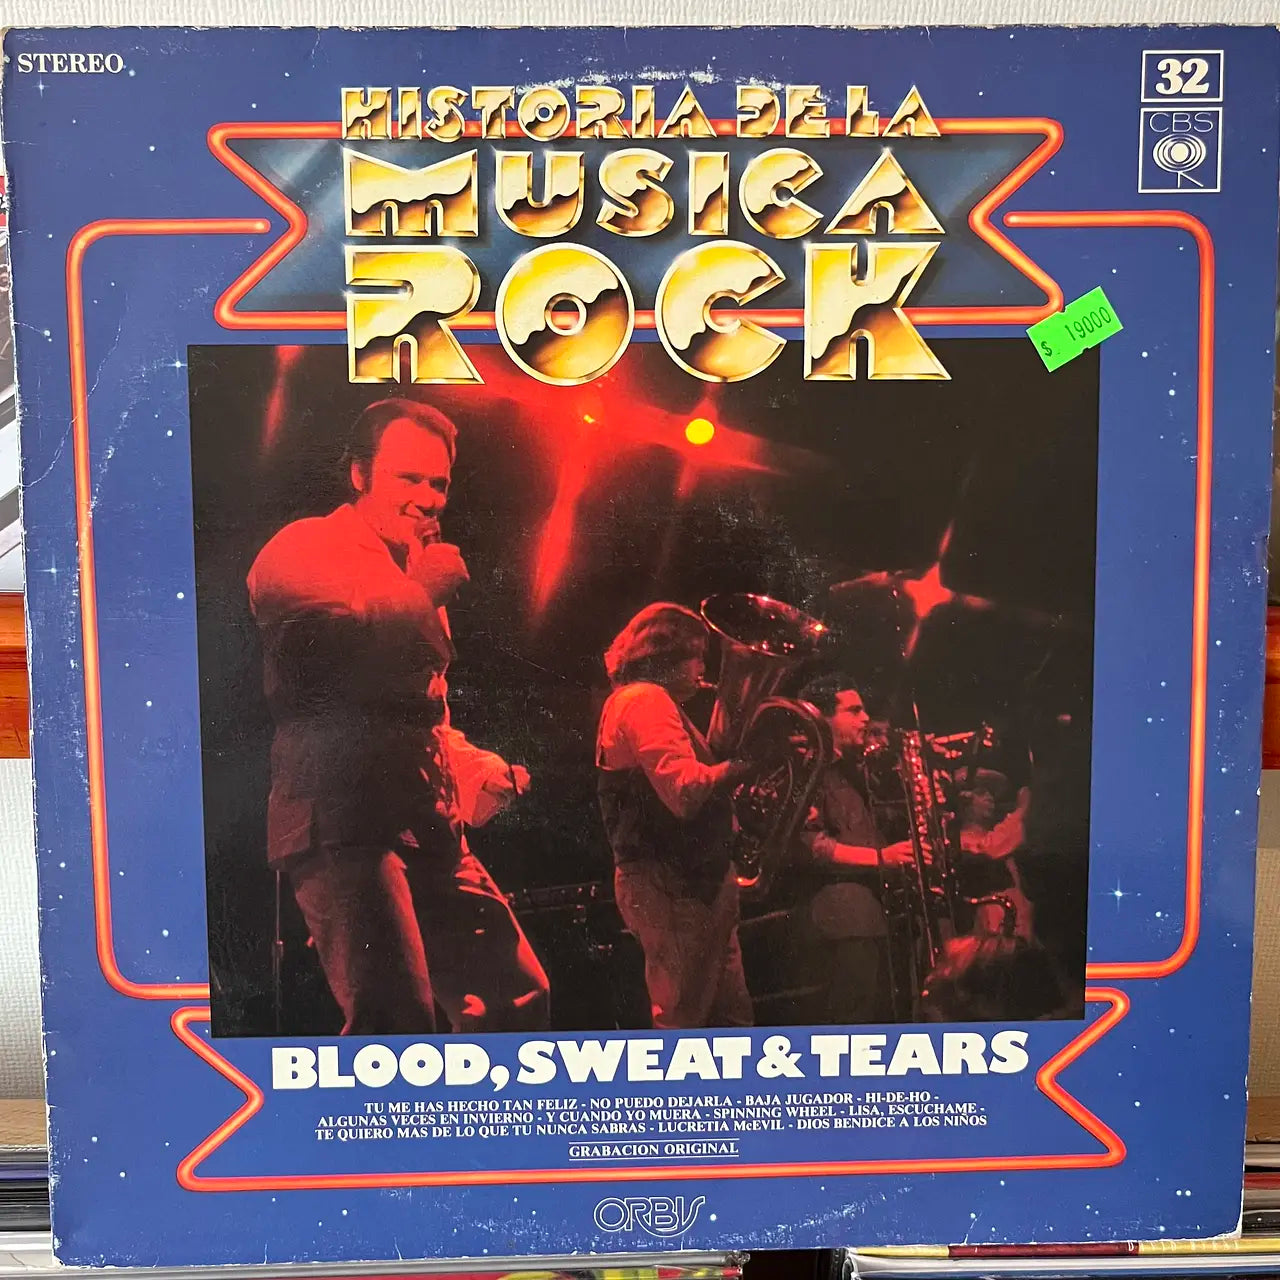 STEREO
32
CBS
HISTORIA DE LA
MUSICA
ROCK
$ 19000
BLOOD, SWEAT & TEARS
TU ME HAS HECHO TAN FELIZ - NO PUEDO DEJARLA - BAJA JUGADOR - HI-DE-HO -
ALGUNAS VECES EN INVIERNO - Y CUANDO YO MUERA - SPINNING WHEEL - LISA, ESCUCHAME -
TE QUIERO MAS DE LO QUE TU NUNCA SABRAS - LUCRETIA McEVIL - DIOS BENDICE A LOS NIÑOS
GRABACION ORIGINAL
ORBIS